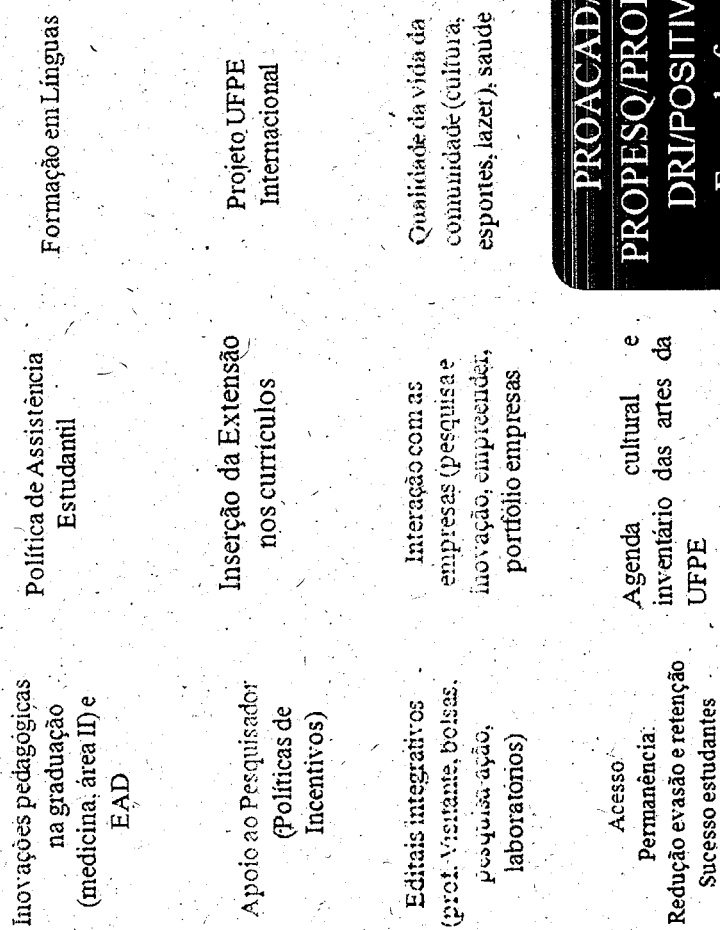 Inovações pedagógicas
na graduação
(medicina, área II) e
EAD
Política de Assistência
Estudantil
Formação em Línguas
Apoio ao Pesquisador
(Políticas de
Incentivos)
Inserção da Extensão
nos currículos
Projeto UFPE
Internacional
Editais integrativos
(prof. Visitante, bolsas,
pesquisa-ação,
laboratórios)
Interação com as
empresas (pesquisa e
inovação, empreender,
portfólio empresas
Qualidade da vida da
comunidade (cultura,
esportes, lazer), saúde
Acesso
Permanência:
Redução evasão e retenção
Sucesso estudantes
Agenda cultural e
inventário das artes da
UFPE
PROACAD/
PROPESQ/
DRI/POSITIV